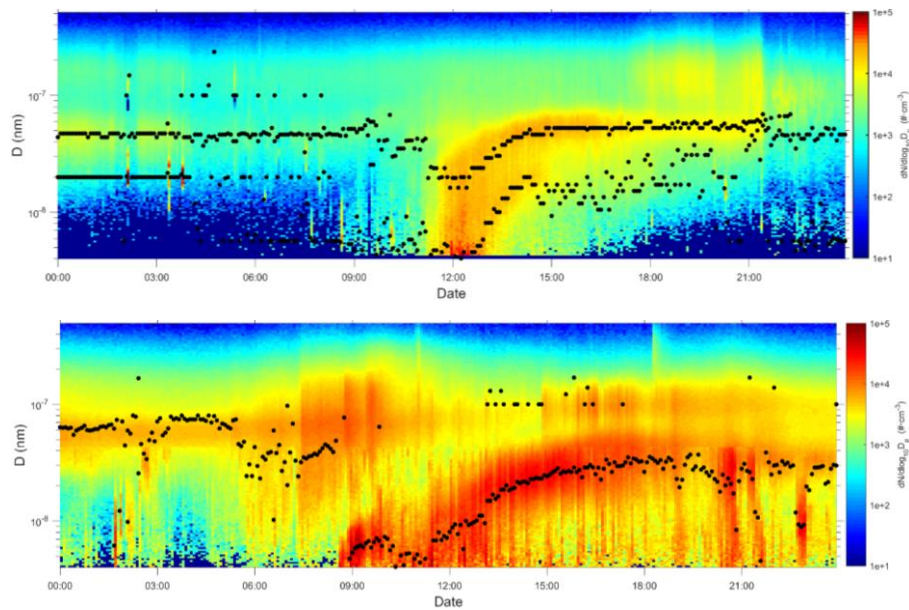 D (nm)
10^-7
10^-8
00:00 03:00 06:00 09:00 12:00 15:00 18:00 21:00
Date
1e+5
1e+4
1e+3
1e+2
1e+1
dN/dlog10Dp (#·cm-3)
D (nm)
10^-7
10^-8
00:00 03:00 06:00 09:00 12:00 15:00 18:00 21:00
Date
1e+5
1e+4
1e+3
1e+2
1e+1
dN/dlog10Dp (#·cm-3)